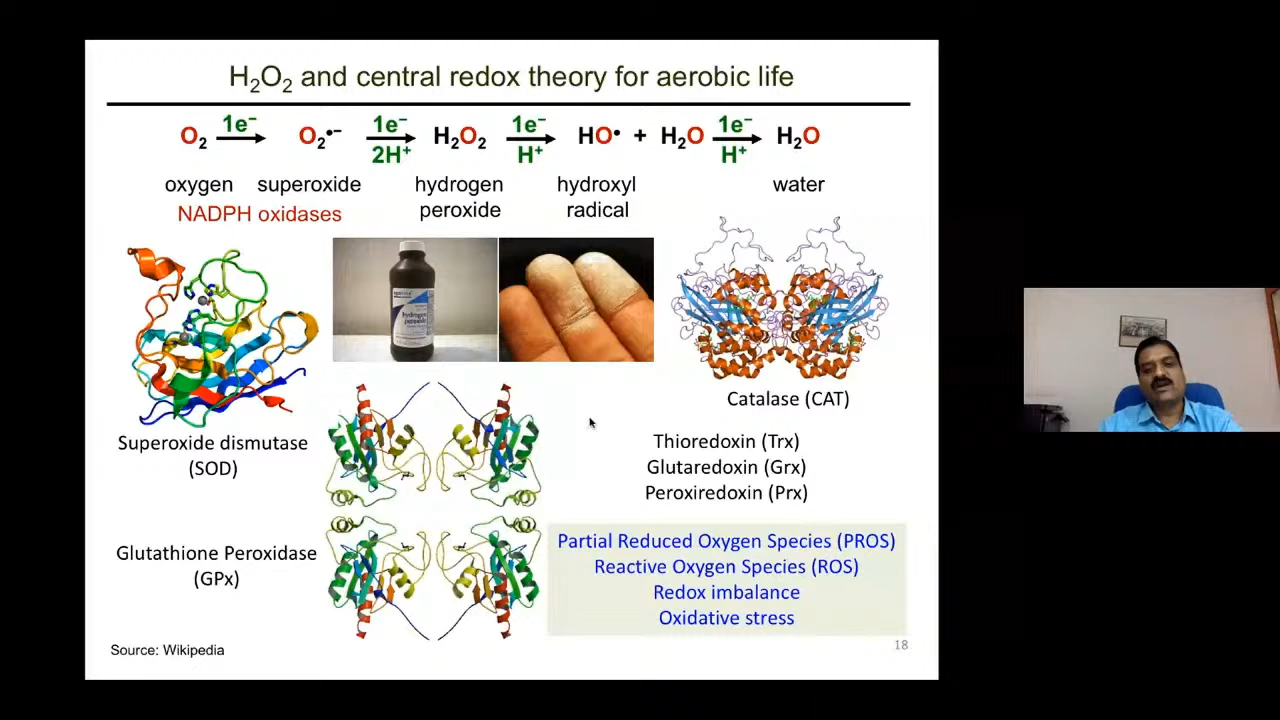 H₂O₂ and central redox theory for aerobic life
O₂ 1e⁻ O₂•⁻ 1e⁻ 2H⁺ H₂O₂ 1e⁻ H⁺ HO• + H₂O 1e⁻ H⁺ H₂O
oxygen superoxide hydrogen peroxide hydroxyl radical water
NADPH oxidases
hydrogen
peroxide
Catalase (CAT)
Superoxide dismutase
(SOD)
Thioredoxin (Trx)
Glutaredoxin (Grx)
Peroxiredoxin (Prx)
Glutathione Peroxidase
(GPx)
Partial Reduced Oxygen Species (PROS)
Reactive Oxygen Species (ROS)
Redox imbalance
Oxidative stress
Source: Wikipedia
18